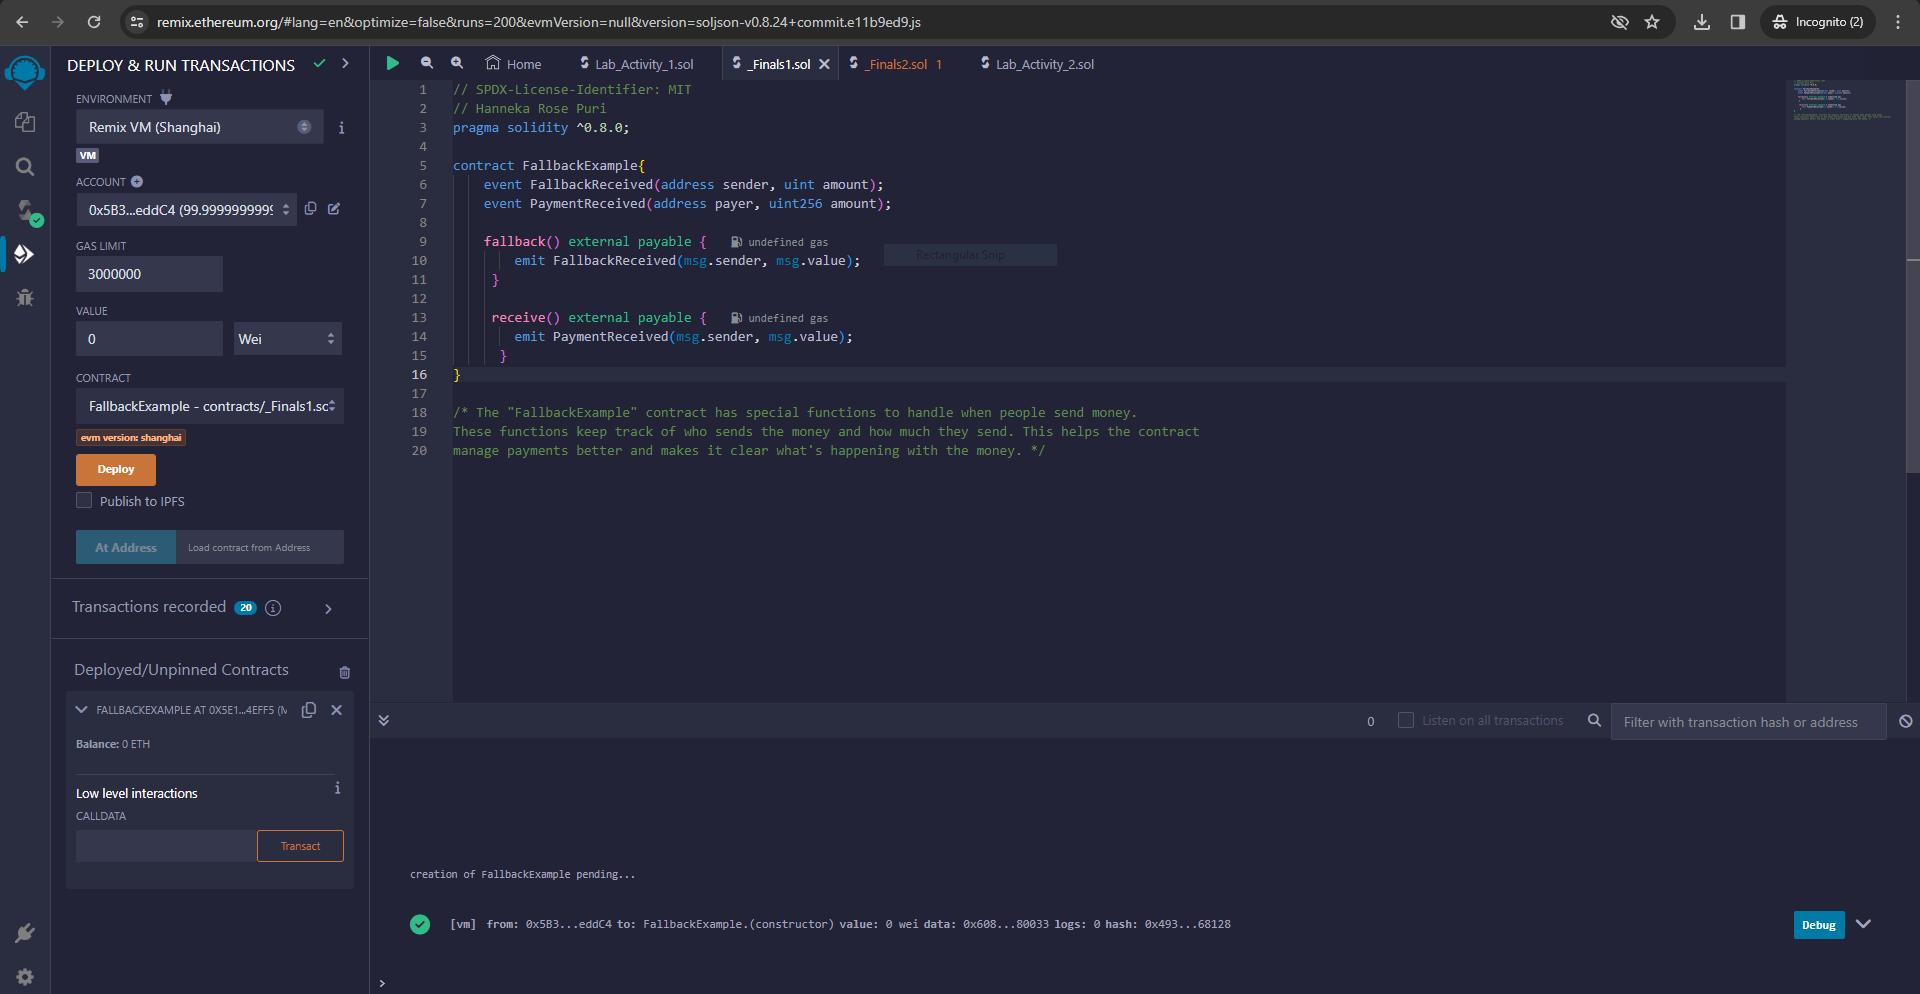 remix.ethereum.org/#lang=en&optimize=false&runs=200&evmVersion=null&version=soljson-v0.8.24+commit.e11b9ed9.js
Incognito (2)
DEPLOY & RUN TRANSACTIONS
ENVIRONMENT
Remix VM (Shanghai)
VM
ACCOUNT
0x5B3...eddC4 (99.9999999999
GAS LIMIT
3000000
VALUE
0
Wei
CONTRACT
FallbackExample - contracts/_Finals1.sc
evm version: shanghai
Deploy
Publish to IPFS
At Address
Load contract from Address
Transactions recorded 20
Deployed/Unpinned Contracts
FALLBACKEXAMPLE AT 0X5E1...4EFF5 (M
Balance: 0 ETH
Low level interactions
CALLDATA
Transact
Home
Lab_Activity_1.sol
_Finals1.sol
_Finals2.sol 1
Lab_Activity_2.sol
1 // SPDX-License-Identifier: MIT
2 // Hanneka Rose Puri
3 pragma solidity ^0.8.0;
4
5 contract FallbackExample{
6 event FallbackReceived(address sender, uint amount);
7 event PaymentReceived(address payer, uint256 amount);
8
9 fallback() external payable { undefined gas
10 emit FallbackReceived(msg.sender, msg.value);
11 }
12
13 receive() external payable { undefined gas
14 emit PaymentReceived(msg.sender, msg.value);
15 }
16 }
17
18 /* The "FallbackExample" contract has special functions to handle when people send money.
19 These functions keep track of who sends the money and how much they send. This helps the contract
20 manage payments better and makes it clear what's happening with the money. */
Rectangular Snip
0
Listen on all transactions
Filter with transaction hash or address
creation of FallbackExample pending...
[vm] from: 0x5B3...eddC4 to: FallbackExample.(constructor) value: 0 wei data: 0x608...80033 logs: 0 hash: 0x493...68128
Debug
>